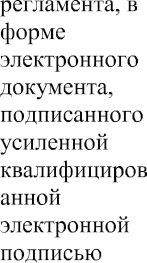 регламента, в
форме
электронного
документа,
подписанного
усиленной
квалифициров
анной
электронной
подписью